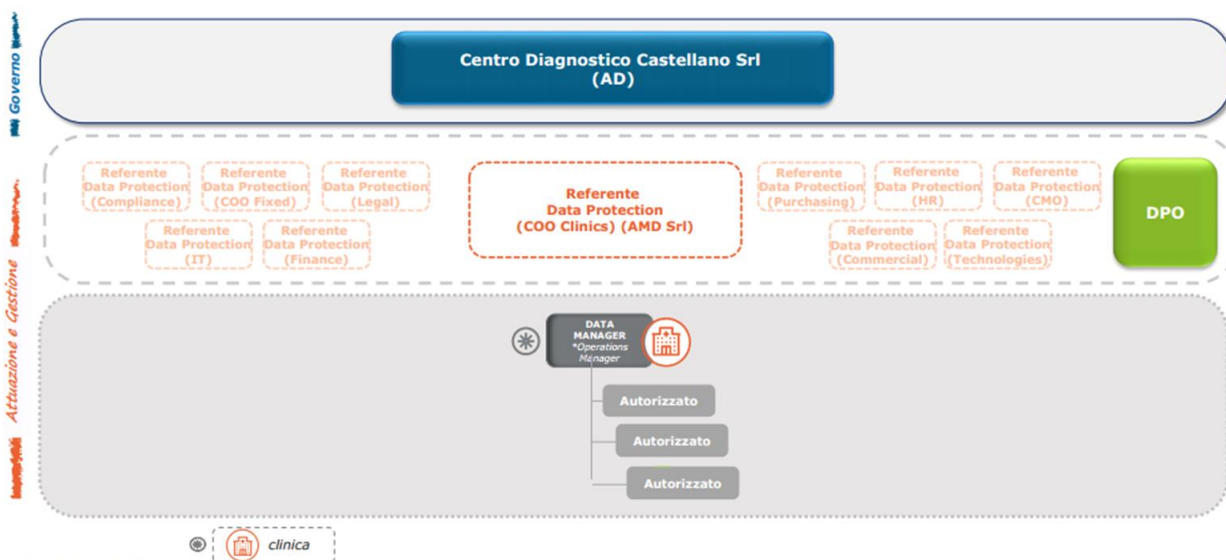 Governo
Centro Diagnostico Castellano Srl
(AD)
Attuazione e Gestione
Referente
Data Protection
(Compliance)
Referente
Data Protection
(COO Fixed)
Referente
Data Protection
(Legal)
Referente
Data Protection
(IT)
Referente
Data Protection
(Finance)
Referente
Data Protection
(COO Clinics) (AMD Srl)
Referente
Data Protection
(Purchasing)
Referente
Data Protection
(HR)
Referente
Data Protection
(CMO)
Referente
Data Protection
(Commercial)
Referente
Data Protection
(Technologies)
DPO
DATA
MANAGER
*Operations
Manager
Autorizzato
Autorizzato
Autorizzato
clinica